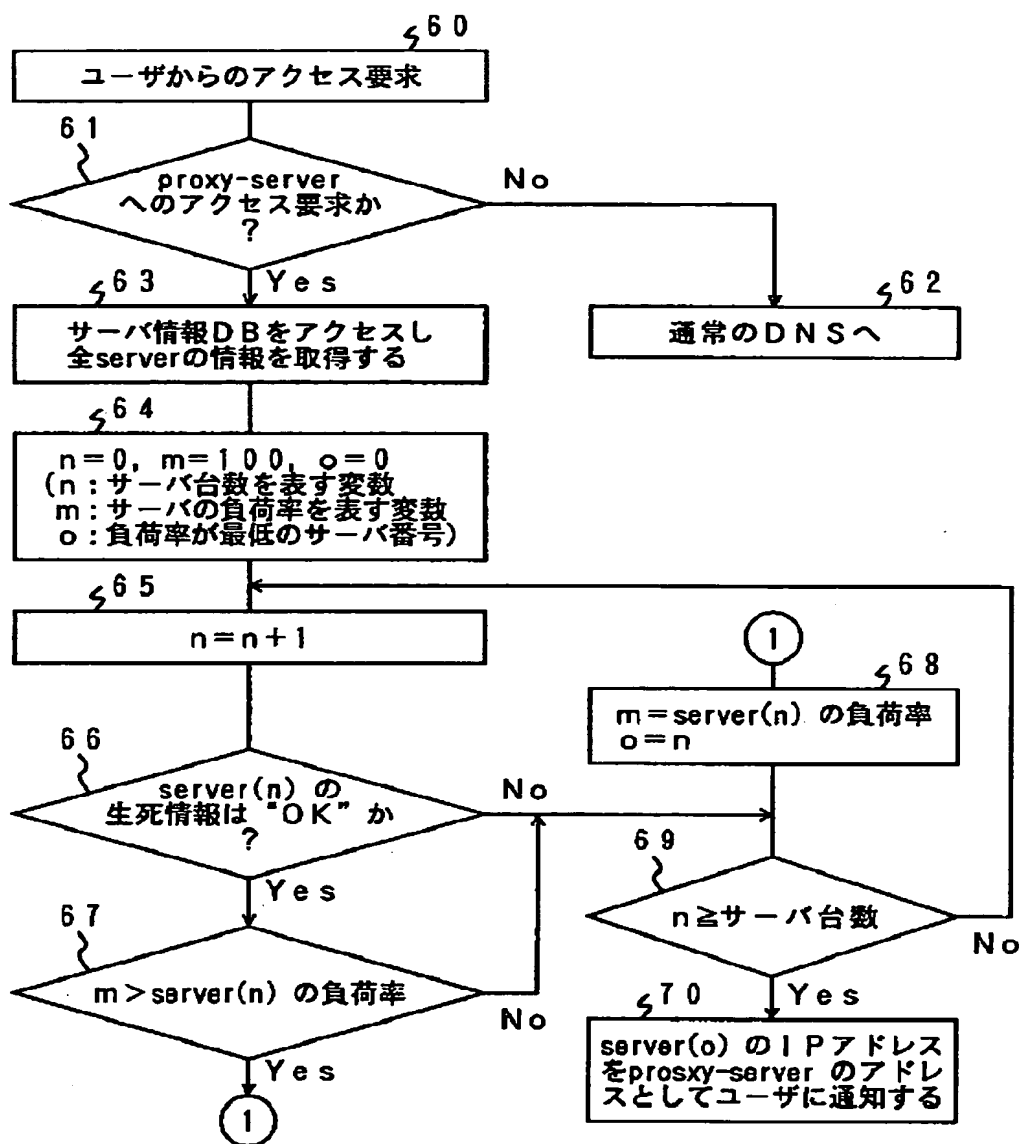 60
ユーザからのアクセス要求
61
proxy-server
へのアクセス要求か
?
No
Yes
62
通常のDNSへ
63
サーバ情報DBをアクセスし
全serverの情報を取得する
64
n=0, m=100, o=0
(n:サーバ台数を表す変数
m:サーバの負荷率を表す変数
o:負荷率が最低のサーバ番号)
65
n=n+1
66
server(n) の
生死情報は “OK” か
?
No
Yes
67
m>server(n) の負荷率
No
Yes
1
1
68
m=server(n) の負荷率
o=n
69
n≧サーバ台数
No
Yes
70
server(o) のIPアドレス
をprosxy-server のアドレ
スとしてユーザに通知する